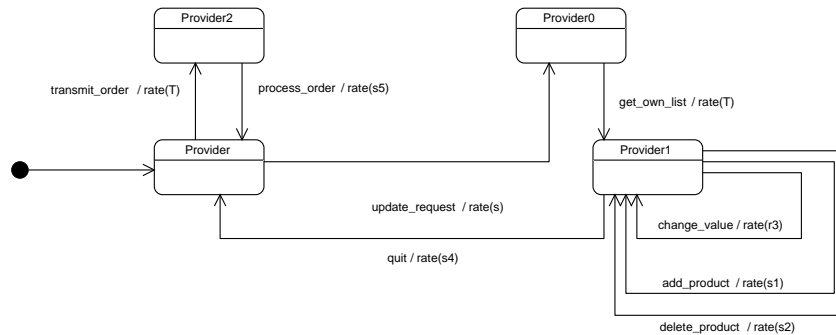 Provider2
Provider0
transmit_order / rate(T)
process_order / rate(s5)
get_own_list / rate(T)
Provider
Provider1
update_request / rate(s)
change_value / rate(r3)
quit / rate(s4)
add_product / rate(s1)
delete_product / rate(s2)